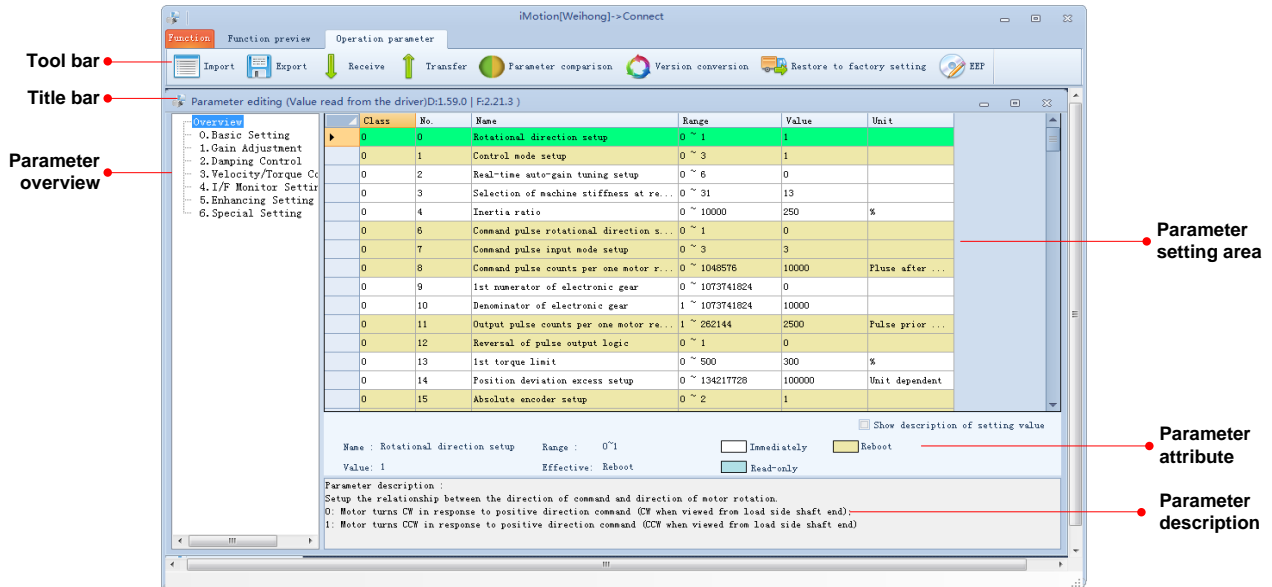 iMotion[Weihong]->Connect
Function Function preview Operation parameter
Tool bar
Import Export Receive Transfer Parameter comparison Version conversion Restore to factory setting EEP
Title bar
Parameter editing (Value read from the driver)D:1.59.0 | F:2.21.3 )
Parameter
overview
Overview
0.Basic Setting
1.Gain Adjustment
2.Damping Control
3.Velocity/Torque Co
4.I/F Monitor Settin
5.Enhancing Setting
6.Special Setting
Class No. Name Range Value Unit
0 0 Rotational direction setup 0 ~ 1 1
0 1 Control mode setup 0 ~ 3 1
0 2 Real-time auto-gain tuning setup 0 ~ 6 0
0 3 Selection of machine stiffness at re... 0 ~ 31 13
0 4 Inertia ratio 0 ~ 10000 250 %
0 6 Command pulse rotational direction s... 0 ~ 1 0
0 7 Command pulse input mode setup 0 ~ 3 3
0 8 Command pulse counts per one motor r... 0 ~ 1048576 10000 Pluse after ...
0 9 1st numerator of electronic gear 0 ~ 1073741824 0
0 10 Denominator of electronic gear 1 ~ 1073741824 10000
0 11 Output pulse counts per one motor re... 1 ~ 262144 2500 Pulse prior ...
0 12 Reversal of pulse output logic 0 ~ 1 0
0 13 1st torque limit 0 ~ 500 300 %
0 14 Position deviation excess setup 0 ~ 134217728 100000 Unit dependent
0 15 Absolute encoder setup 0 ~ 2 1
Parameter
setting area
Show description of setting value
Name : Rotational direction setup Range : 0~1 Immediately Reboot
Value: 1 Effective: Reboot Read-only
Parameter
attribute
Parameter description :
Setup the relationship between the direction of command and direction of motor rotation.
0: Motor turns CW in response to positive direction command (CW when viewed from load side shaft end);
1: Motor turns CCW in response to positive direction command (CCW when viewed from load side shaft end)
Parameter
description